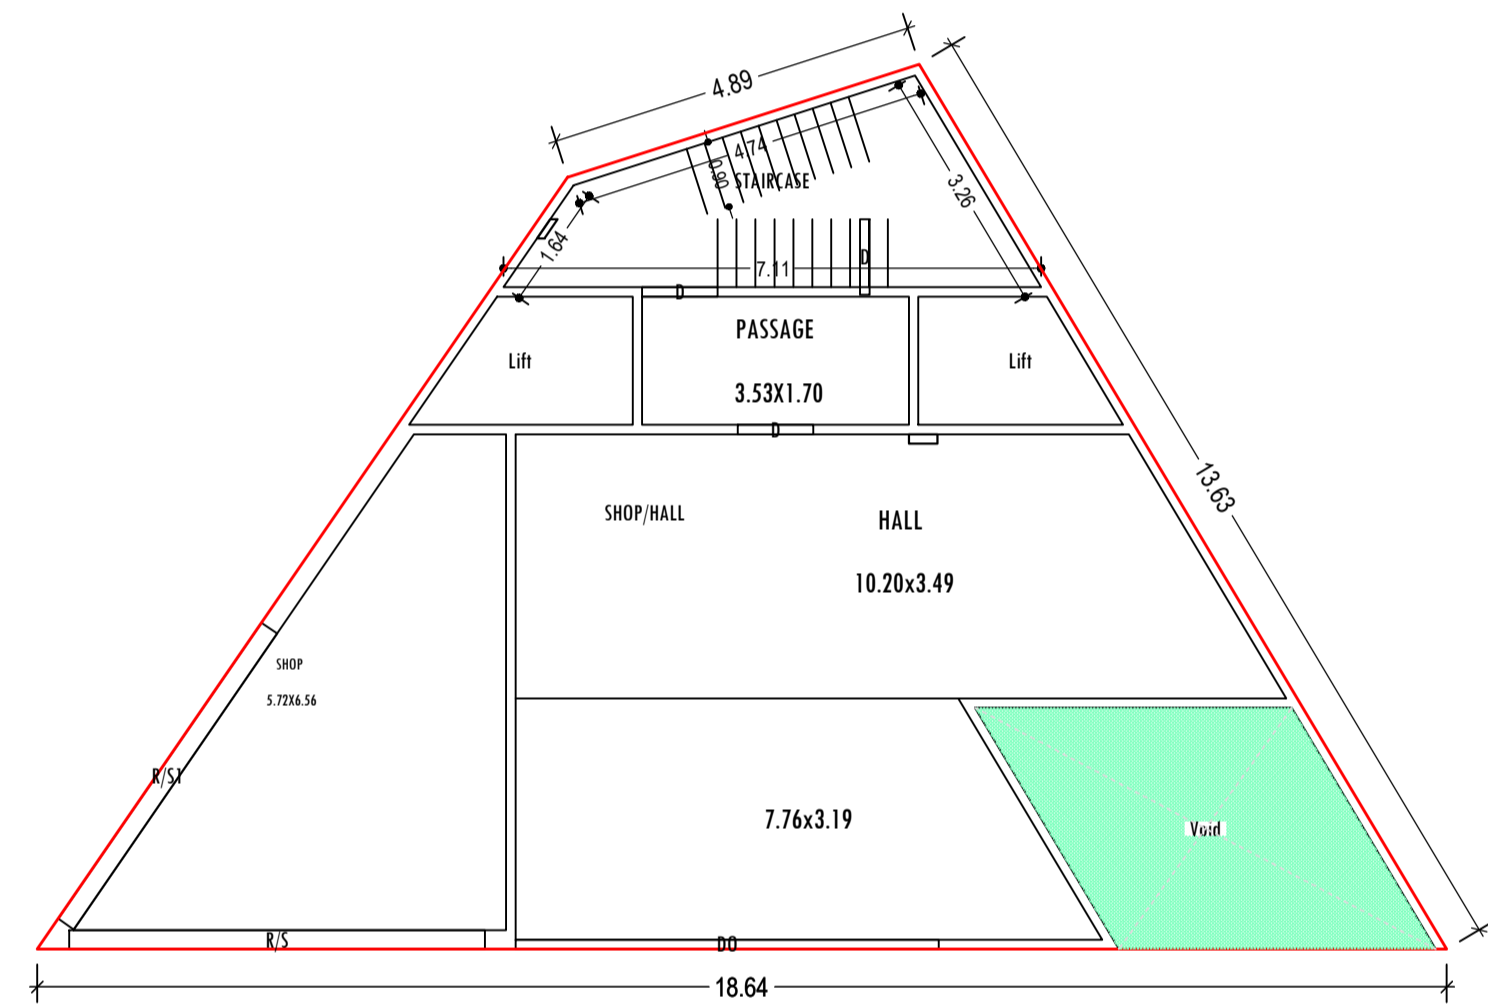 4.89
4.74
0.90
STAIRCASE
3.26
1.64
D
7.11
D
PASSAGE
Lift
Lift
3.53X1.70
D
13.63
SHOP/HALL
HALL
10.20x3.49
SHOP
5.72X6.56
R/S1
7.76x3.19
Void
R/S
DO
18.64